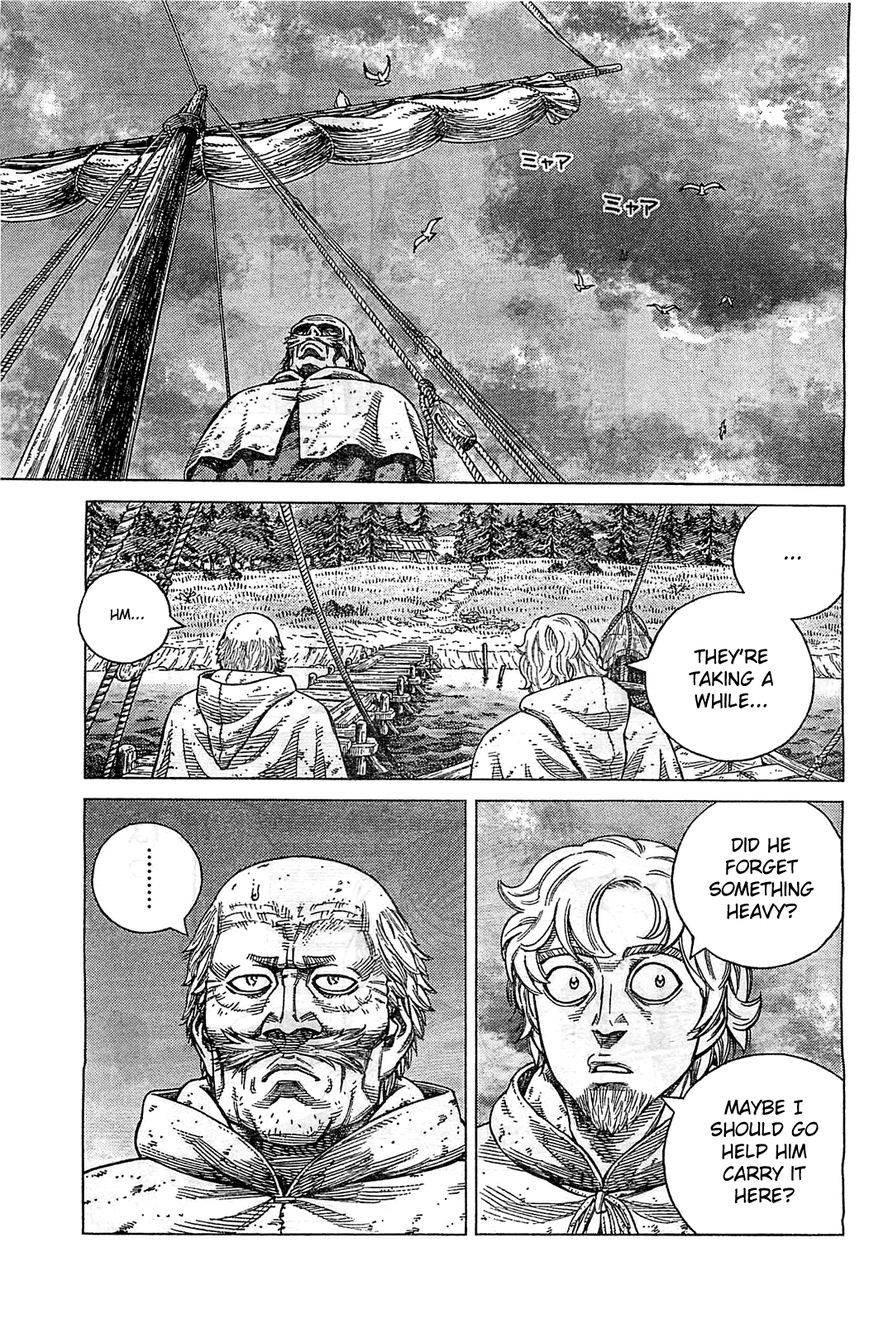 ミャア
ミャア
...
THEY'RE
TAKING A
WHILE...
HM...
DID HE
FORGET
SOMETHING
HEAVY?
MAYBE I
SHOULD GO
HELP HIM
CARRY IT
HERE?
.........